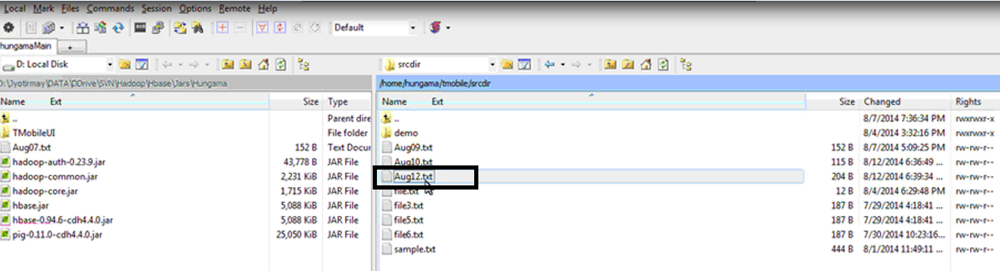 Local Mark Files Commands Session Options Remote Help
Default
hungamaMain +
D: Local Disk
srcdir
D:\Jyotirmay\DATA\DDrive\SVN\Hadoop\Hbase\Jars\Hungama
/home/hungama/tmobile/srcdir
Name Ext Size Type
Name Ext Size Changed Rights
.. Parent dire
.. 8/7/2014 7:36:34 PM rwxrwxr-x
TMobileUI File folder
demo 8/4/2014 3:32:16 PM rwxrwxr-x
Aug07.txt 152 B Text Docur
Aug09.txt 152 B 8/7/2014 5:09:25 PM rw-rw-r--
hadoop-auth-0.23.9.jar 43,778 B JAR File
Aug10.txt 115 B 8/12/2014 6:36:49 ... rw-rw-r--
hadoop-common.jar 2,231 KiB JAR File
Aug12.txt 204 B 8/12/2014 6:39:34 ... rw-rw-r--
hadoop-core.jar 1,715 KiB JAR File
file.txt 12 B 8/4/2014 6:29:48 PM rw-rw-r--
hbase.jar 5,088 KiB JAR File
file3.txt 187 B 7/29/2014 4:18:41 ... rw-rw-r--
hbase-0.94.6-cdh4.4.0.jar 5,088 KiB JAR File
file5.txt 187 B 7/29/2014 4:18:41 ... rw-rw-r--
pig-0.11.0-cdh4.4.0.jar 25,050 KiB JAR File
file6.txt 187 B 7/30/2014 10:23:16... rw-rw-r--
sample.txt 444 B 8/1/2014 11:49:11 ... rw-rw-r--